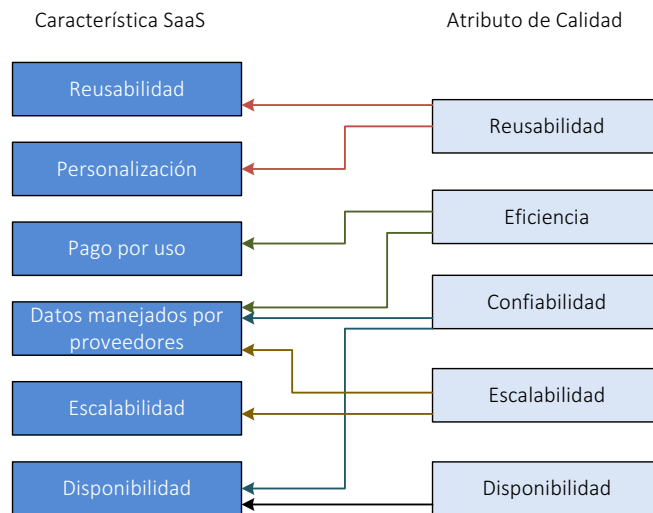 Característica SaaS
Atributo de Calidad
Reusabilidad
Personalización
Pago por uso
Datos manejados por
proveedores
Escalabilidad
Disponibilidad
Reusabilidad
Eficiencia
Confiabilidad
Escalabilidad
Disponibilidad